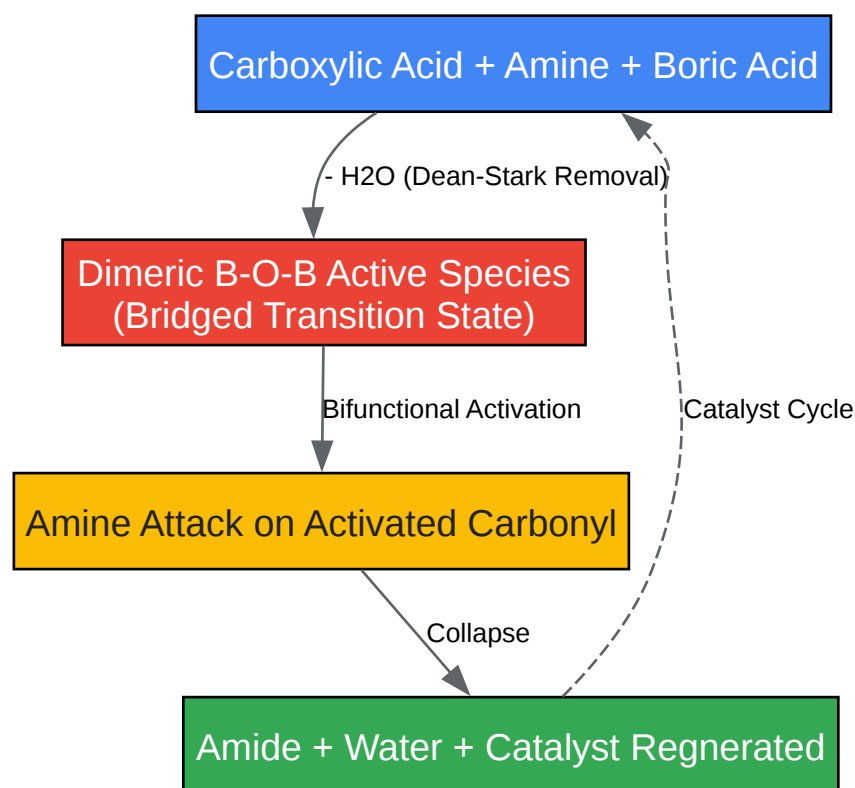 Carboxylic Acid + Amine + Boric Acid
- H2O (Dean-Stark Removal)
Dimeric B-O-B Active Species
(Bridged Transition State)
Bifunctional Activation
Catalyst Cycle
Amine Attack on Activated Carbonyl
Collapse
Amide + Water + Catalyst Regnerated